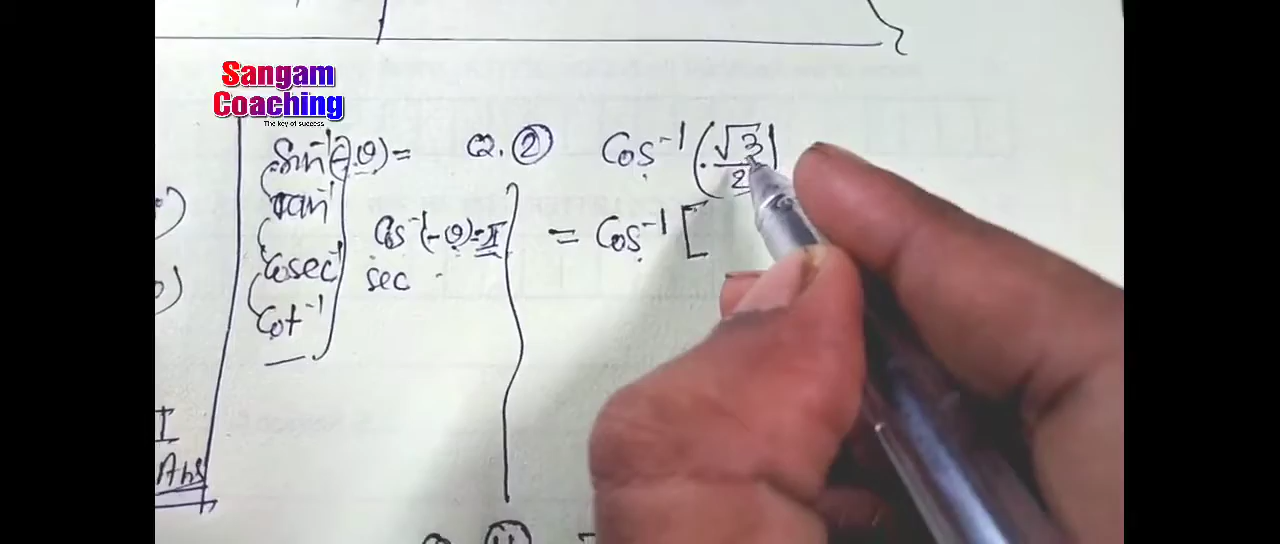 Sangam
Coaching
The key of success
Sin⁻¹(-θ) =
tan⁻¹
Cosec⁻¹
Cot⁻¹
Cos⁻¹(-θ) = π
sec
Q. ② Cos⁻¹(√3/2)
= Cos⁻¹ [
I
Ans